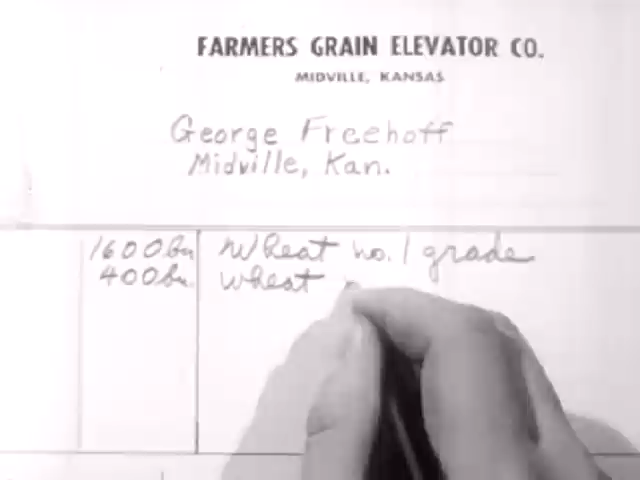 FARMERS GRAIN ELEVATOR CO.
MIDVILLE, KANSAS
George Freehoff
Midville, Kan.
1600 bu. Wheat no. 1 grade
400 bu. wheat